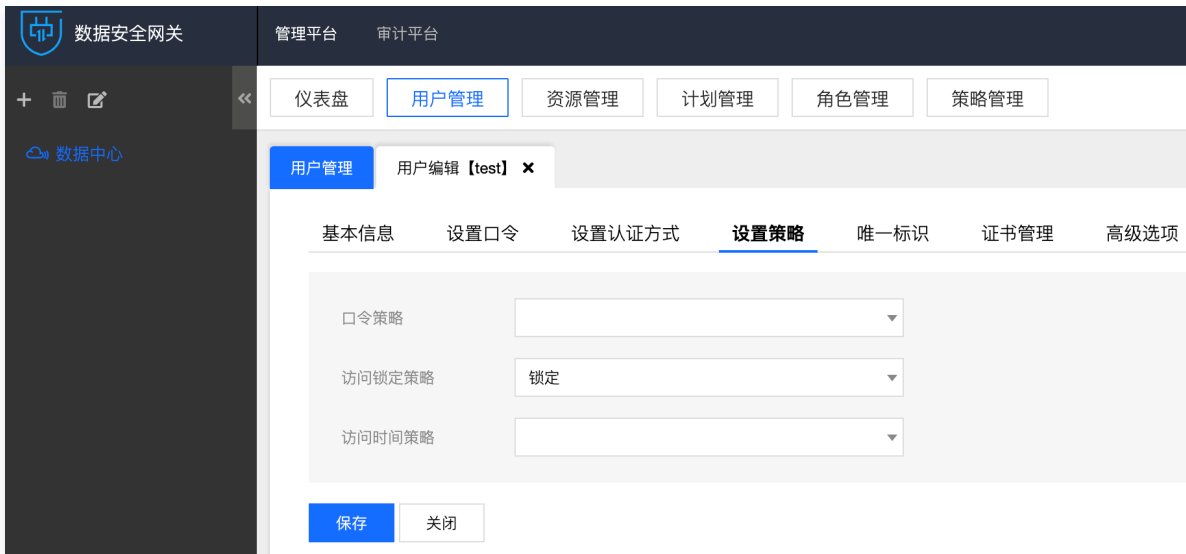 数据安全网关
管理平台 审计平台
仪表盘 用户管理 资源管理 计划管理 角色管理 策略管理
数据中心
用户管理 用户编辑【test】
基本信息 设置口令 设置认证方式 设置策略 唯一标识 证书管理 高级选项
口令策略
访问锁定策略 锁定
访问时间策略
保存 关闭